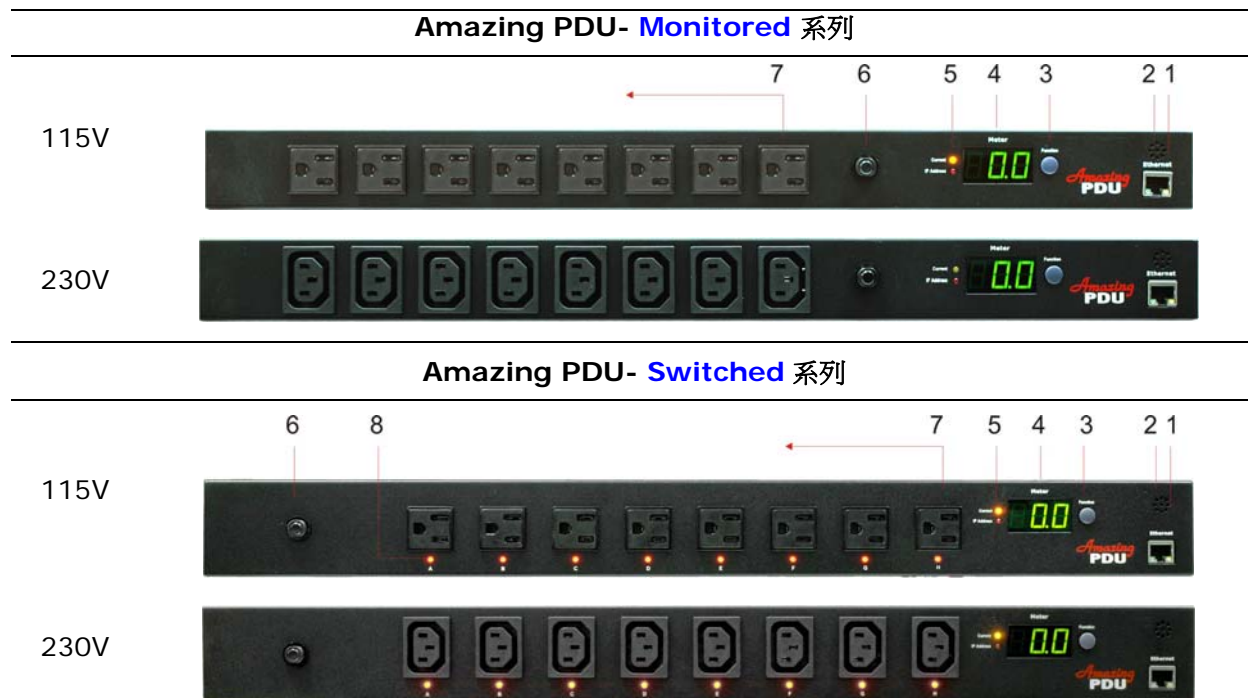 Amazing PDU- Monitored 系列
7 6 5 4 3 2 1
115V
Meter
Current
IP Address
0.0
Function
Ethernet
Amazing
PDU
230V
Meter
Current
IP Address
0.0
Function
Ethernet
Amazing
PDU
Amazing PDU- Switched 系列
6 8 7 5 4 3 2 1
115V
Meter
Current
IP Address
0.0
Function
Ethernet
Amazing
PDU
A B C D E F G H
230V
Meter
Current
IP Address
0.0
Function
Ethernet
Amazing
PDU
A B C D E F G H